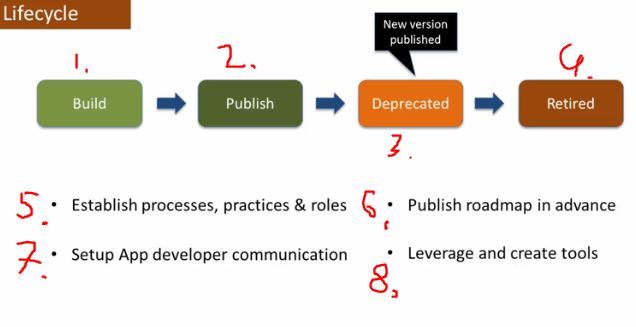 Lifecycle
New version
published
1.
2.
4.
Build
Publish
Deprecated
Retired
3.
5. • Establish processes, practices & roles
6. • Publish roadmap in advance
7. • Setup App developer communication
8. • Leverage and create tools